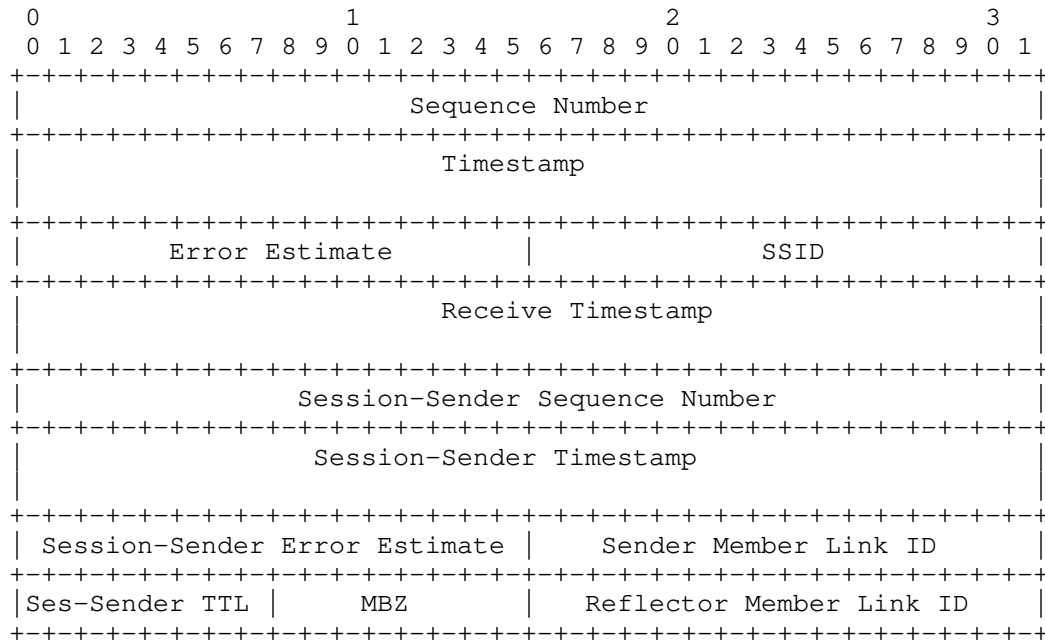 0                   1                   2                   3
0 1 2 3 4 5 6 7 8 9 0 1 2 3 4 5 6 7 8 9 0 1 2 3 4 5 6 7 8 9 0 1
+-+-+-+-+-+-+-+-+-+-+-+-+-+-+-+-+-+-+-+-+-+-+-+-+-+-+-+-+-+-+-+-+
|                        Sequence Number                        |
+-+-+-+-+-+-+-+-+-+-+-+-+-+-+-+-+-+-+-+-+-+-+-+-+-+-+-+-+-+-+-+-+
|                          Timestamp                            |
|                                                               |
+-+-+-+-+-+-+-+-+-+-+-+-+-+-+-+-+-+-+-+-+-+-+-+-+-+-+-+-+-+-+-+-+
|         Error Estimate        |              SSID             |
+-+-+-+-+-+-+-+-+-+-+-+-+-+-+-+-+-+-+-+-+-+-+-+-+-+-+-+-+-+-+-+-+
|                          Receive Timestamp                    |
|                                                               |
+-+-+-+-+-+-+-+-+-+-+-+-+-+-+-+-+-+-+-+-+-+-+-+-+-+-+-+-+-+-+-+-+
|                 Session-Sender Sequence Number                |
+-+-+-+-+-+-+-+-+-+-+-+-+-+-+-+-+-+-+-+-+-+-+-+-+-+-+-+-+-+-+-+-+
|                  Session-Sender Timestamp                     |
|                                                               |
+-+-+-+-+-+-+-+-+-+-+-+-+-+-+-+-+-+-+-+-+-+-+-+-+-+-+-+-+-+-+-+-+
| Session-Sender Error Estimate |    Sender Member Link ID      |
+-+-+-+-+-+-+-+-+-+-+-+-+-+-+-+-+-+-+-+-+-+-+-+-+-+-+-+-+-+-+-+-+
|Ses-Sender TTL |     MBZ       |   Reflector Member Link ID    |
+-+-+-+-+-+-+-+-+-+-+-+-+-+-+-+-+-+-+-+-+-+-+-+-+-+-+-+-+-+-+-+-+